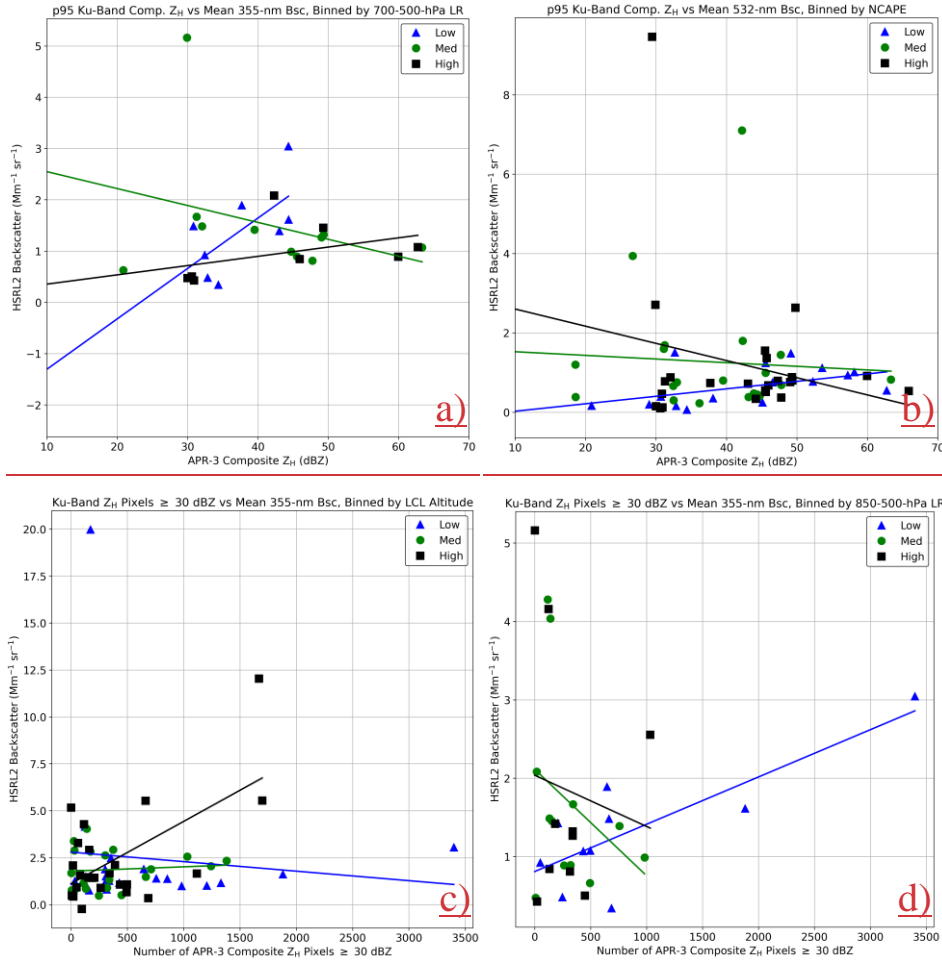 p95 Ku-Band Comp. Z_H vs Mean 355-nm Bsc, Binned by 700-500-hPa LR
Low
Med
High
5
4
3
2
1
0
−1
−2
HSRL2 Backscatter (Mm⁻¹ sr⁻¹)
10 20 30 40 50 60 70
APR-3 Composite Z_H (dBZ)
a)
p95 Ku-Band Comp. Z_H vs Mean 532-nm Bsc, Binned by NCAPE
Low
Med
High
8
6
4
2
0
HSRL2 Backscatter (Mm⁻¹ sr⁻¹)
10 20 30 40 50 60 70
APR-3 Composite Z_H (dBZ)
b)
Ku-Band Z_H Pixels ≥ 30 dBZ vs Mean 355-nm Bsc, Binned by LCL Altitude
Low
Med
High
20.0
17.5
15.0
12.5
10.0
7.5
5.0
2.5
0.0
HSRL2 Backscatter (Mm⁻¹ sr⁻¹)
0 500 1000 1500 2000 2500 3000 3500
Number of APR-3 Composite Z_H Pixels ≥ 30 dBZ
c)
Ku-Band Z_H Pixels ≥ 30 dBZ vs Mean 355-nm Bsc, Binned by 850-500-hPa LR
Low
Med
High
5
4
3
2
1
HSRL2 Backscatter (Mm⁻¹ sr⁻¹)
0 500 1000 1500 2000 2500 3000 3500
Number of APR-3 Composite Z_H Pixels ≥ 30 dBZ
d)